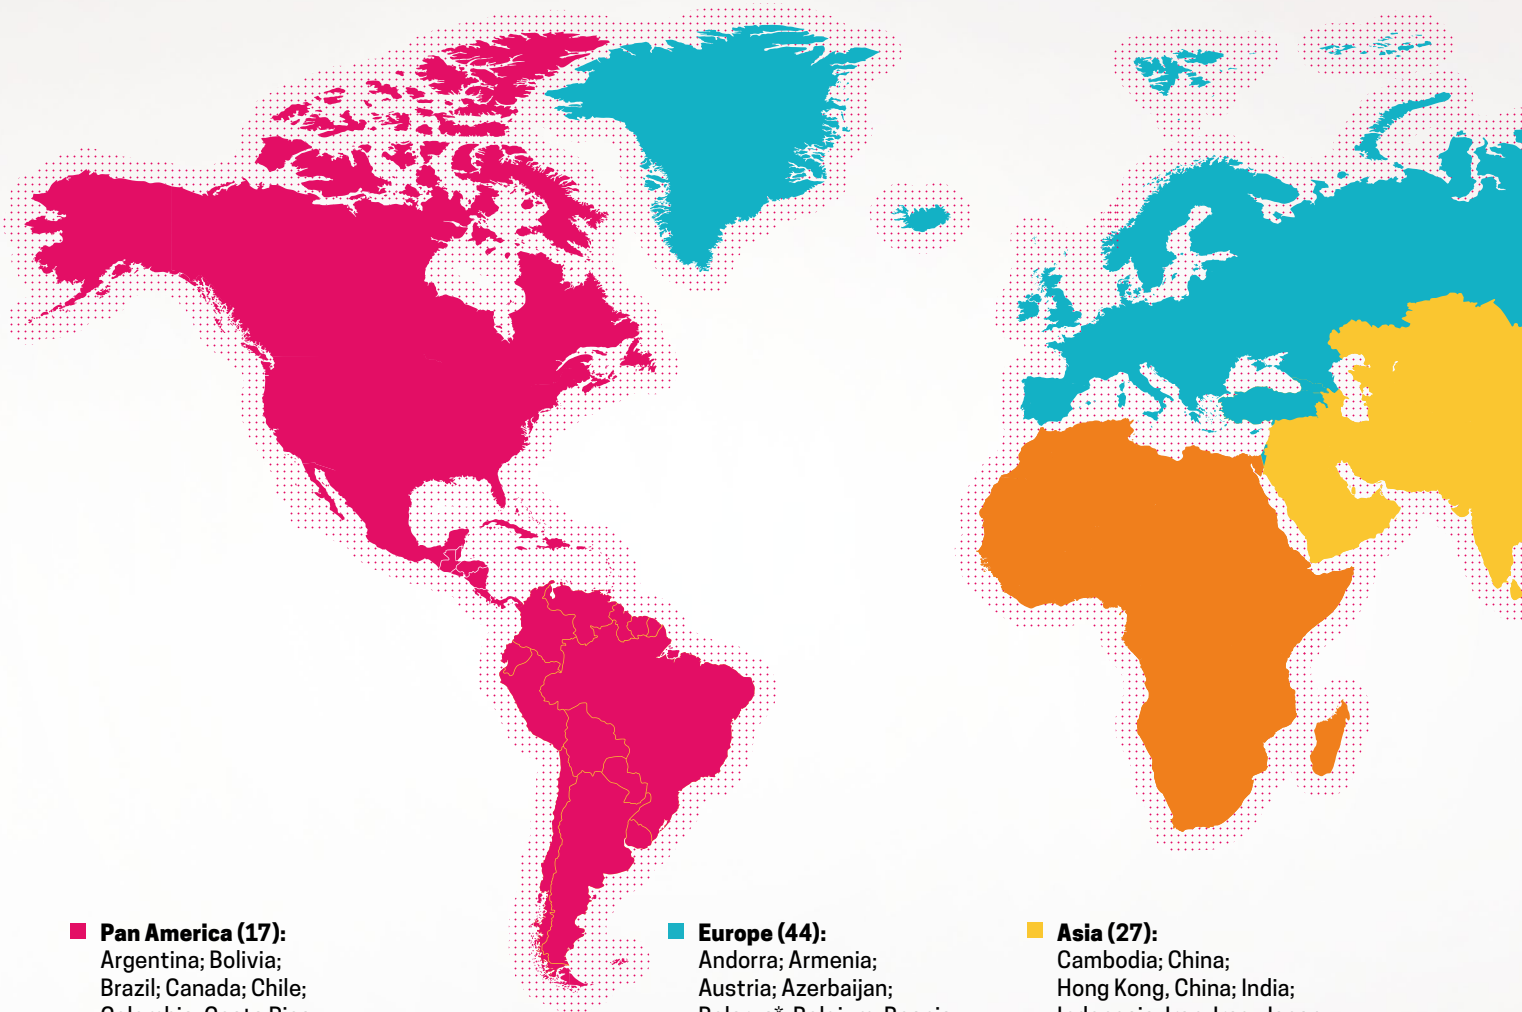 Pan America (17):
Argentina; Bolivia;
Brazil; Canada; Chile;
Europe (44):
Andorra; Armenia;
Austria; Azerbaijan;
Asia (27):
Cambodia; China;
Hong Kong, China; India;